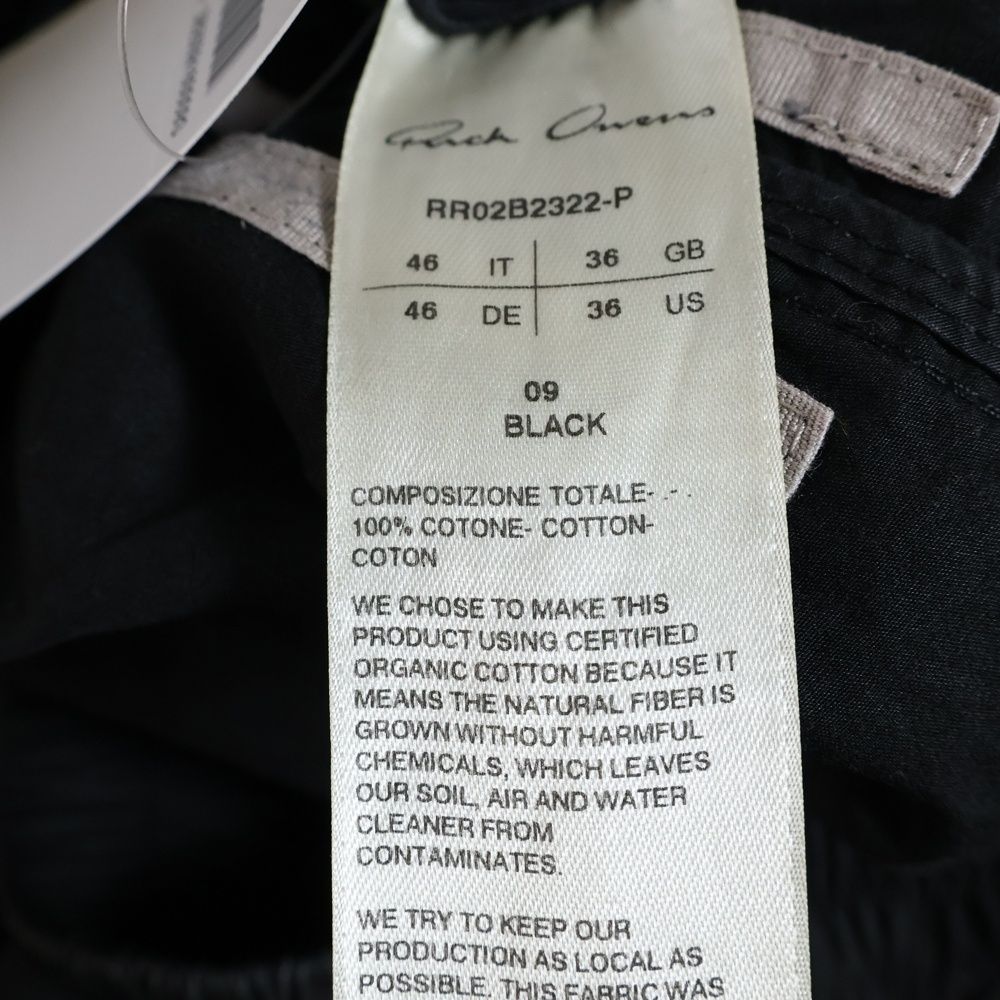 Rick Owens
RR02B2322-P
46 IT 36 GB
46 DE 36 US
09
BLACK
COMPOSIZIONE TOTALE-
100% COTONE- COTTON-
COTON
WE CHOSE TO MAKE THIS
PRODUCT USING CERTIFIED
ORGANIC COTTON BECAUSE IT
MEANS THE NATURAL FIBER IS
GROWN WITHOUT HARMFUL
CHEMICALS, WHICH LEAVES
OUR SOIL, AIR AND WATER
CLEANER FROM
CONTAMINATES.
WE TRY TO KEEP OUR
PRODUCTION AS LOCAL AS
POSSIBLE. THIS FABRIC WAS